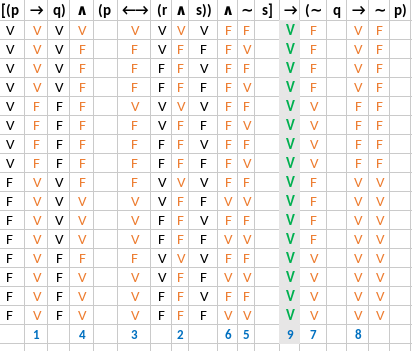 [(p → q) ∧ (p ⟷ (r ∧ s)) ∧ ~ s] → (~ q → ~ p)
V V V V V V V V F F V F V F
V V V F F V F F F V V F V F
V V V F F F F V F F V F V F
V V V F F F F F F V V F V F
V F F F V V V V F F V V F F
V F F F F V F F F V V V F F
V F F F F F F V F F V V F F
V F F F F F F F F V V V F F
F V V F F V V V F F V F V V
F V V V V V F F V V V F V V
F V V V V F F V F F V F V V
F V V V V F F F V V V F V V
F V F F F V V V F F V V V V
F V F V V V F F V V V V V V
F V F V V F F V F F V V V V
F V F V V F F F V V V V V V
1 4 3 2 6 5 9 7 8